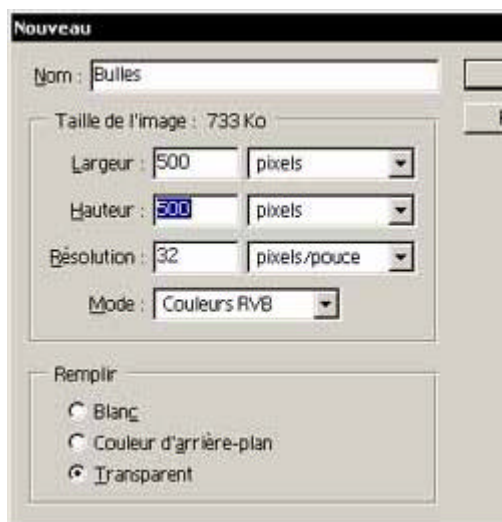 Nouveau
Nom : Bulles
Taille de l'image : 733 Ko
Largeur : 500 pixels
Hauteur : 500 pixels
Résolution : 32 pixels/pouce
Mode : Couleurs RVB
Remplir
Blanc
Couleur d'arrière-plan
Transparent